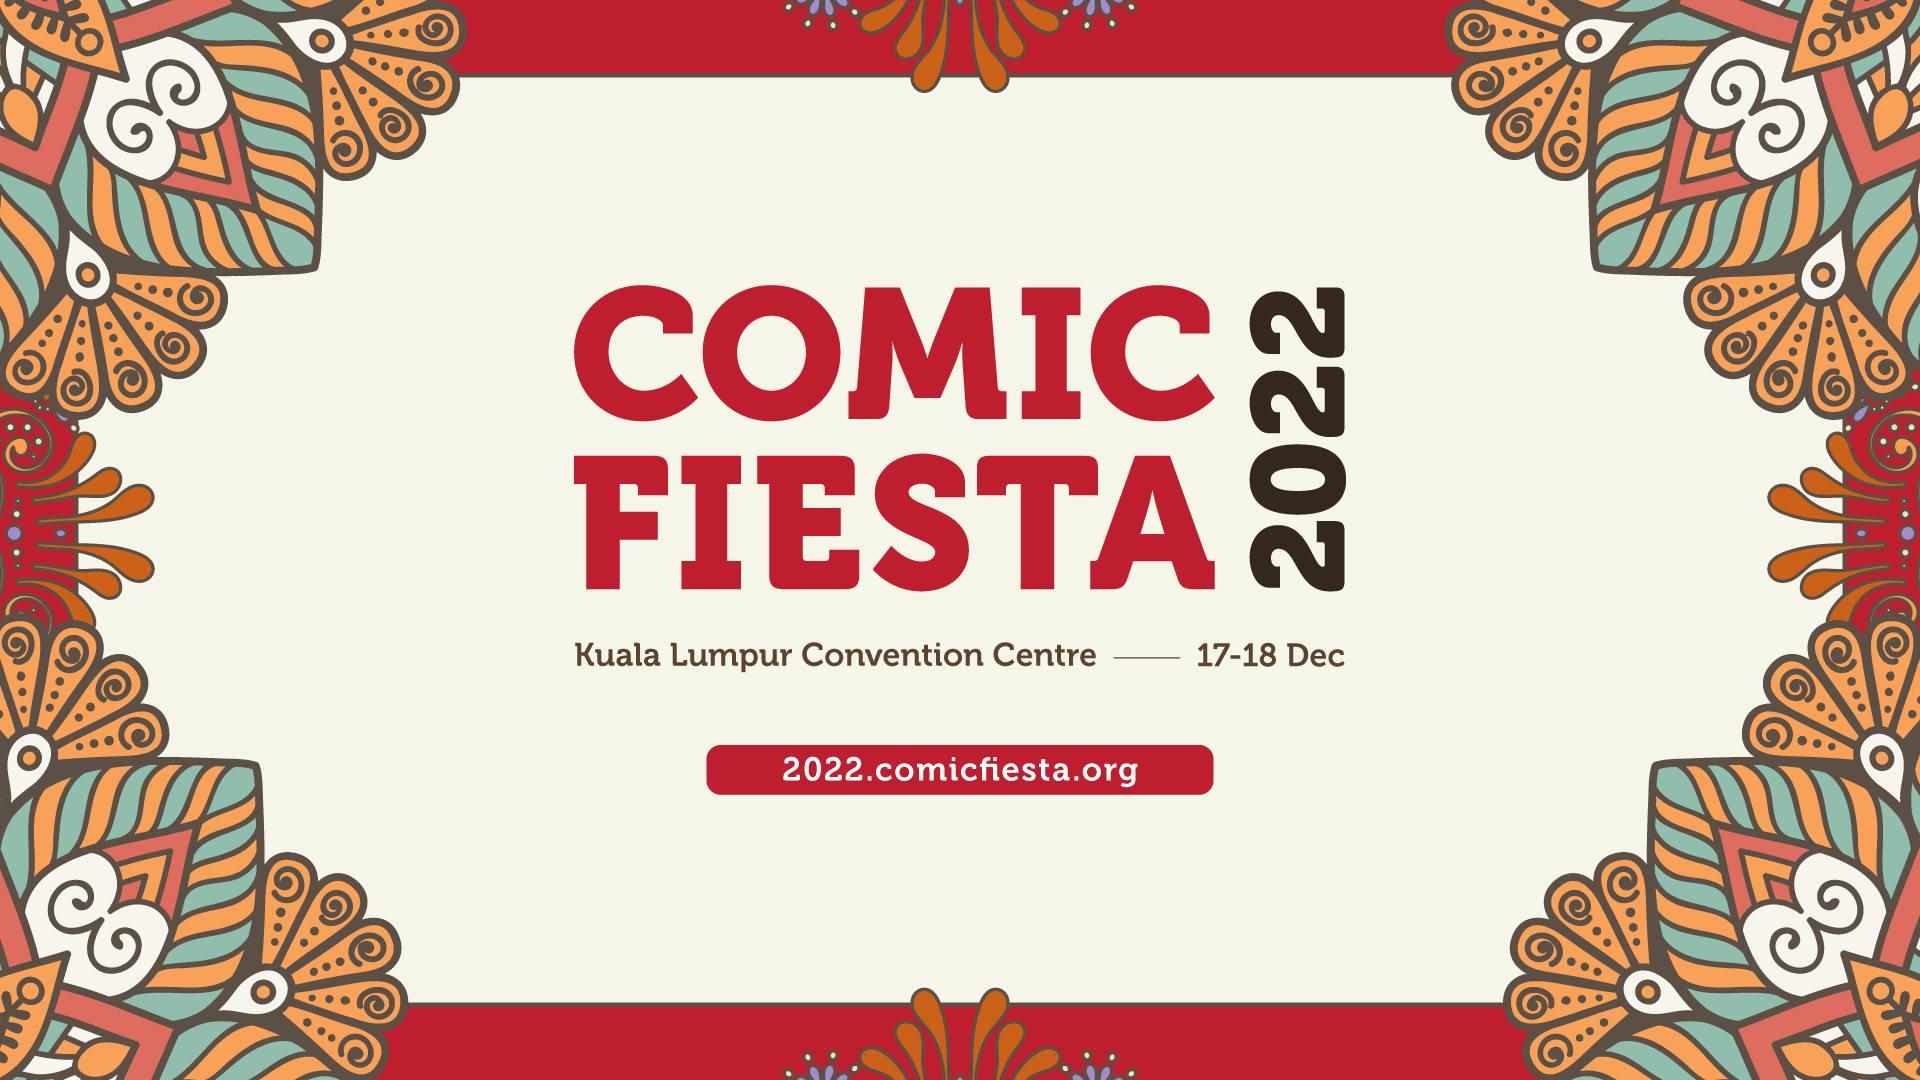 COMIC
FIESTA
2022
Kuala Lumpur Convention Centre —— 17-18 Dec
2022.comicfiesta.org